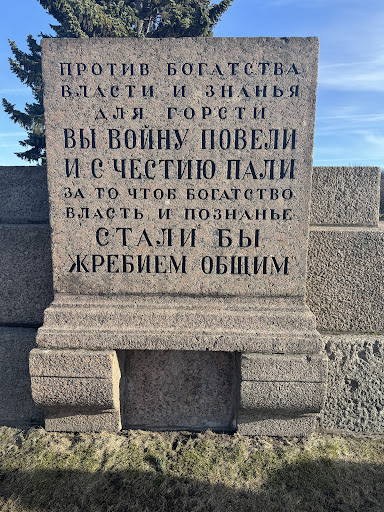 ПРОТИВ БОГАТСТВА
ВЛАСТИ И ЗНАНЬЯ
ДЛЯ ГОРСТИ
ВЫ ВОЙНУ ПОВЕЛИ
И С ЧЕСТИЮ ПАЛИ
ЗА ТО ЧТОБ БОГАТСТВО
ВЛАСТЬ И ПОЗНАНЬЕ
СТАЛИ БЫ
ЖРЕБИЕМ ОБЩИМ